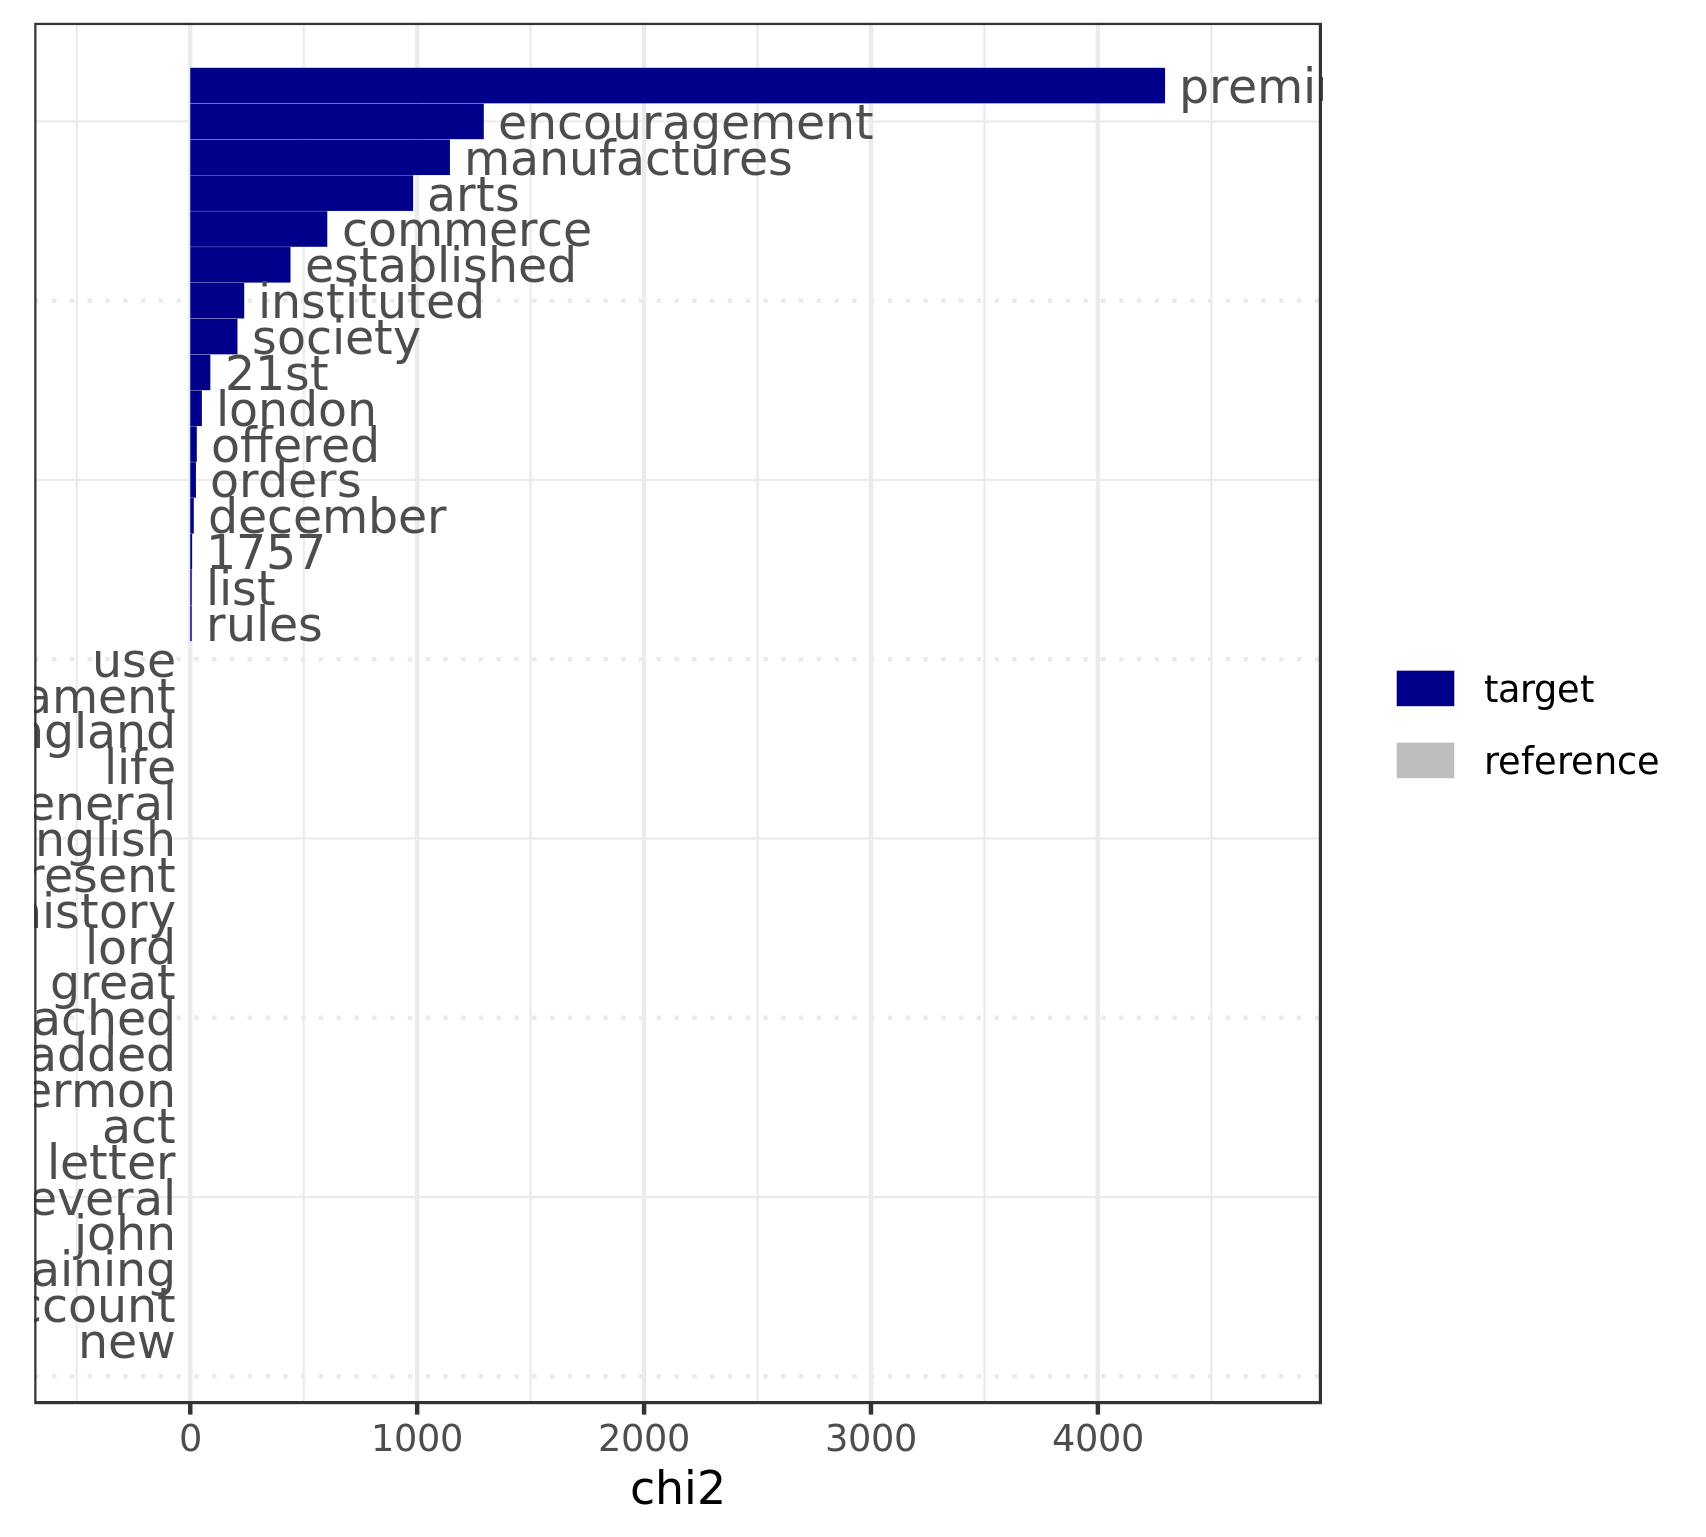 premi
encouragement
manufactures
arts
commerce
established
instituted
society
21st
london
offered
orders
december
1757
list
rules
use
ament
ngland
life
eneral
nglish
resent
istory
lord
great
ached
added
ermon
act
letter
everal
john
aining
ccount
new
target
reference
0 1000 2000 3000 4000
chi2